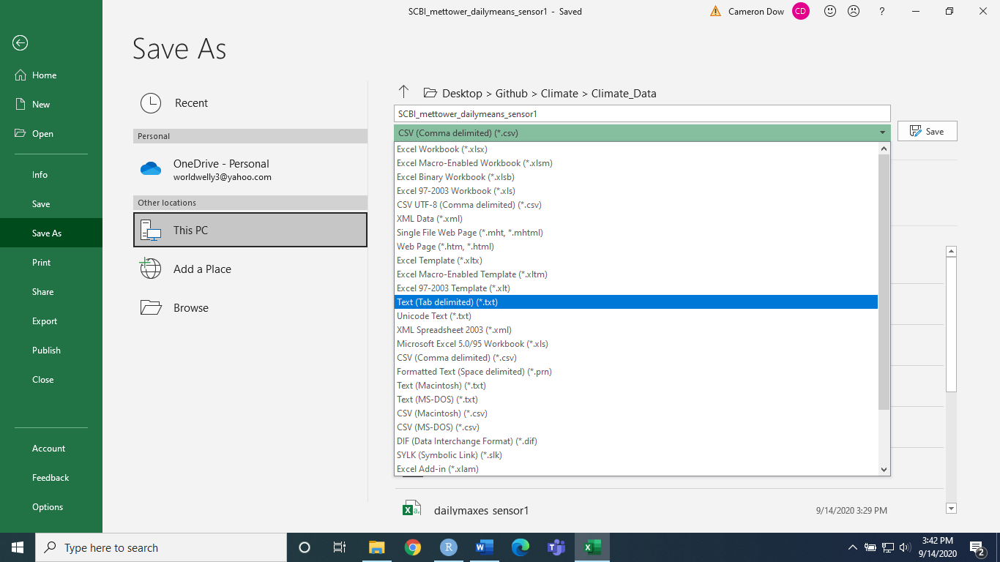 SCBI_mettower_dailymeans_sensor1 - Saved
Cameron Dow
CD
?
Home
New
Open
Info
Save
Save As
Print
Share
Export
Publish
Close
Account
Feedback
Options
Save As
Recent
Personal
OneDrive - Personal
worldwelly3@yahoo.com
Other locations
This PC
Add a Place
Browse
Desktop > Github > Climate > Climate_Data
SCBI_mettower_dailymeans_sensor1
CSV (Comma delimited) (*.csv)
Save
Excel Workbook (*.xlsx)
Excel Macro-Enabled Workbook (*.xlsm)
Excel Binary Workbook (*.xlsb)
Excel 97-2003 Workbook (*.xls)
CSV UTF-8 (Comma delimited) (*.csv)
XML Data (*.xml)
Single File Web Page (*.mht, *.mhtml)
Web Page (*.htm, *.html)
Excel Template (*.xltx)
Excel Macro-Enabled Template (*.xltm)
Excel 97-2003 Template (*.xlt)
Text (Tab delimited) (*.txt)
Unicode Text (*.txt)
XML Spreadsheet 2003 (*.xml)
Microsoft Excel 5.0/95 Workbook (*.xls)
CSV (Comma delimited) (*.csv)
Formatted Text (Space delimited) (*.prn)
Text (Macintosh) (*.txt)
Text (MS-DOS) (*.txt)
CSV (Macintosh) (*.csv)
CSV (MS-DOS) (*.csv)
DIF (Data Interchange Format) (*.dif)
SYLK (Symbolic Link) (*.slk)
Excel Add-in (*.xlam)
dailymaxes_sensor1
9/14/2020 3:29 PM
Type here to search
3:42 PM
9/14/2020
2